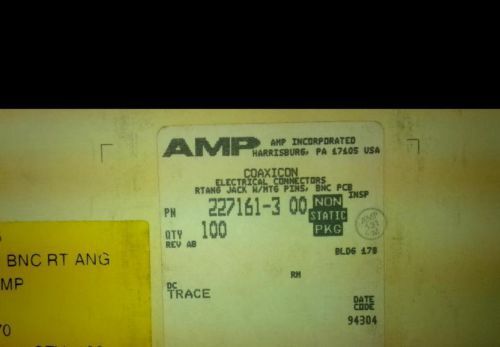 AMP AMP INCORPORATED
HARRISBURG, PA 17105 USA
COAXICON
ELECTRICAL CONNECTORS
RTANG JACK W/MTG PINS, BNC PCB
INSP
PN 227161-3 00
NON
STATIC
PKG
QTY 100
REV AB
BLDG 178
RM
DC
TRACE
DATE
CODE
94304
AMP
BNC RT ANG
MP
70